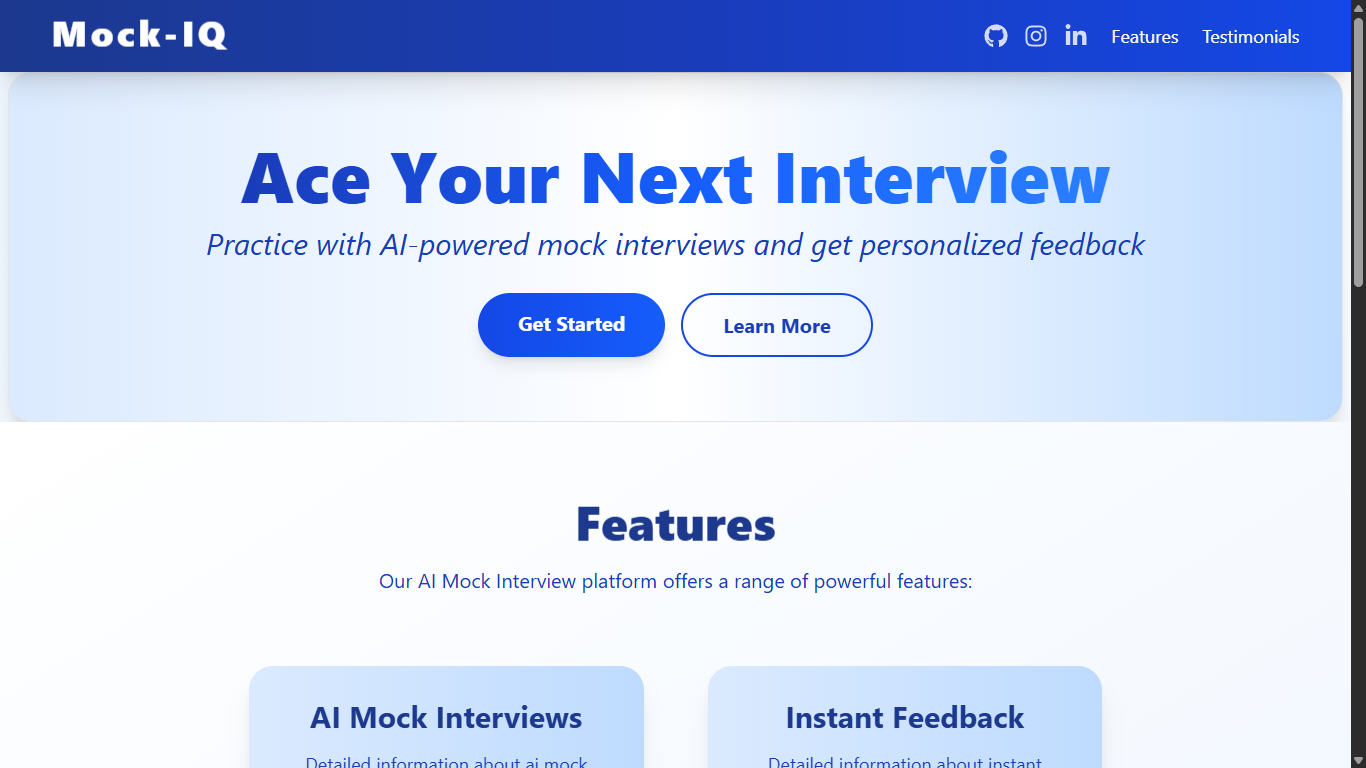 Mock-IQ
Features
Testimonials
Ace Your Next Interview
Practice with AI-powered mock interviews and get personalized feedback
Get Started
Learn More
Features
Our AI Mock Interview platform offers a range of powerful features:
AI Mock Interviews
Instant Feedback
Detailed information about ai mock
Detailed information about instant